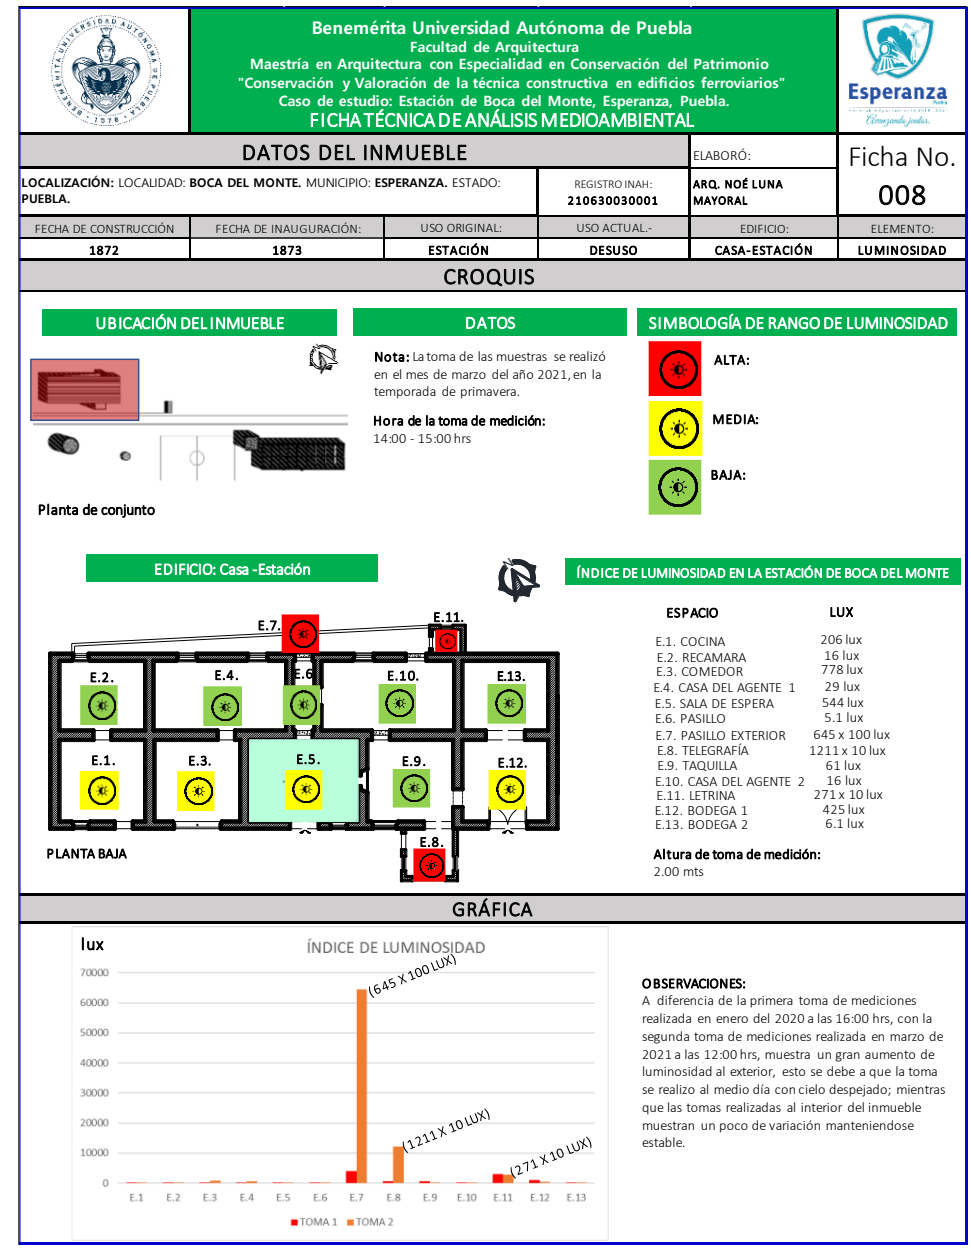 BENEMÉRITA UNIVERSIDAD AUTÓNOMA DE PUEBLA
- 1578 -
Benemérita Universidad Autónoma de Puebla
Facultad de Arquitectura
Maestría en Arquitectura con Especialidad en Conservación del Patrimonio
"Conservación y Valoración de la técnica constructiva en edificios ferroviarios"
Caso de estudio: Estación de Boca del Monte, Esperanza, Puebla.
FICHA TÉCNICA DE ANÁLISIS MEDIOAMBIENTAL
Esperanza
Puebla
Avanzando juntos.
DATOS DEL INMUEBLE
ELABORÓ:
Ficha No.
008
LOCALIZACIÓN: LOCALIDAD: BOCA DEL MONTE. MUNICIPIO: ESPERANZA. ESTADO:
PUEBLA.
REGISTRO INAH:
210630030001
ARQ. NOÉ LUNA
MAYORAL
FECHA DE CONSTRUCCIÓN
FECHA DE INAUGURACIÓN:
USO ORIGINAL:
USO ACTUAL.-
EDIFICIO:
ELEMENTO:
1872
1873
ESTACIÓN
DESUSO
CASA-ESTACIÓN
LUMINOSIDAD
CROQUIS
UBICACIÓN DEL INMUEBLE
DATOS
SIMBOLOGÍA DE RANGO DE LUMINOSIDAD
Nota: La toma de las muestras se realizó
en el mes de marzo del año 2021, en la
temporada de primavera.
Hora de la toma de medición:
14:00 - 15:00 hrs
ALTA:
MEDIA:
BAJA:
Planta de conjunto
EDIFICIO: Casa -Estación
ÍNDICE DE LUMINOSIDAD EN LA ESTACIÓN DE BOCA DEL MONTE
E.7.
E.11.
E.2.
E.4.
E.6
E.10.
E.13.
E.1.
E.3.
E.5.
E.9.
E.12.
E.8.
PLANTA BAJA
ESPACIO LUX
E.1. COCINA 206 lux
E.2. RECAMARA 16 lux
E.3. COMEDOR 778 lux
E.4. CASA DEL AGENTE 1 29 lux
E.5. SALA DE ESPERA 544 lux
E.6. PASILLO 5.1 lux
E.7. PASILLO EXTERIOR 645 x 100 lux
E.8. TELEGRAFÍA 1211 x 10 lux
E.9. TAQUILLA 61 lux
E.10. CASA DEL AGENTE 2 16 lux
E.11. LETRINA 271 x 10 lux
E.12. BODEGA 1 425 lux
E.13. BODEGA 2 6.1 lux
Altura de toma de medición:
2.00 mts
GRÁFICA
lux
ÍNDICE DE LUMINOSIDAD
70000
60000
50000
40000
30000
20000
10000
0
(645 X 100 LUX)
(1211 X 10 LUX)
(271 X 10 LUX)
E.1 E.2 E.3 E.4 E.5 E.6 E.7 E.8 E.9 E.10 E.11 E.12 E.13
TOMA 1 TOMA 2
OBSERVACIONES:
A diferencia de la primera toma de mediciones
realizada en enero del 2020 a las 16:00 hrs, con la
segunda toma de mediciones realizada en marzo de
2021 a las 12:00 hrs, muestra un gran aumento de
luminosidad al exterior, esto se debe a que la toma
se realizo al medio día con cielo despejado; mientras
que las tomas realizadas al interior del inmueble
muestran un poco de variación manteniendose
estable.